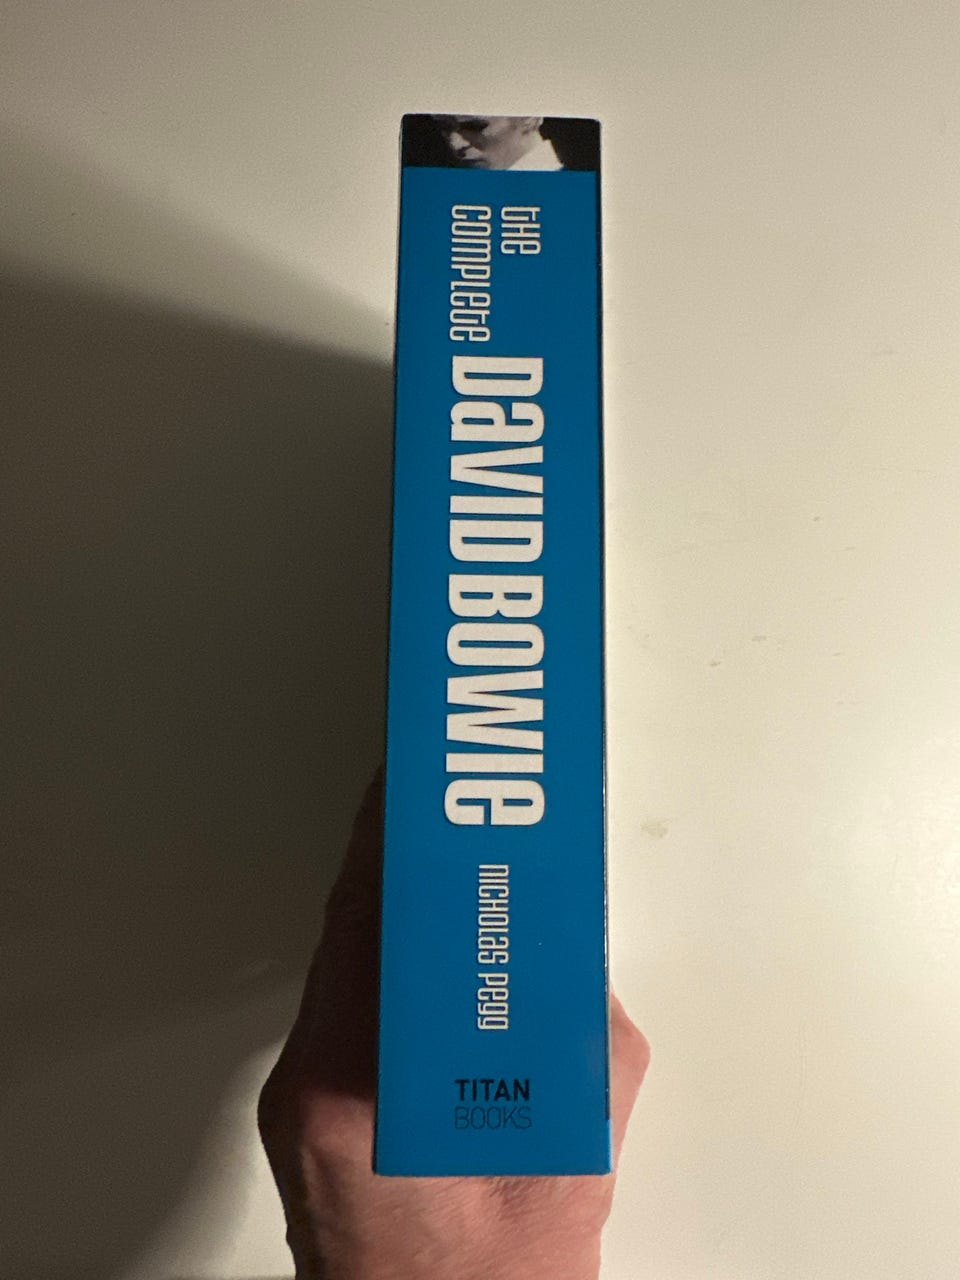 the
complete
DAVID BOWIE
NICHOLAS PEGG
TITAN
BOOKS